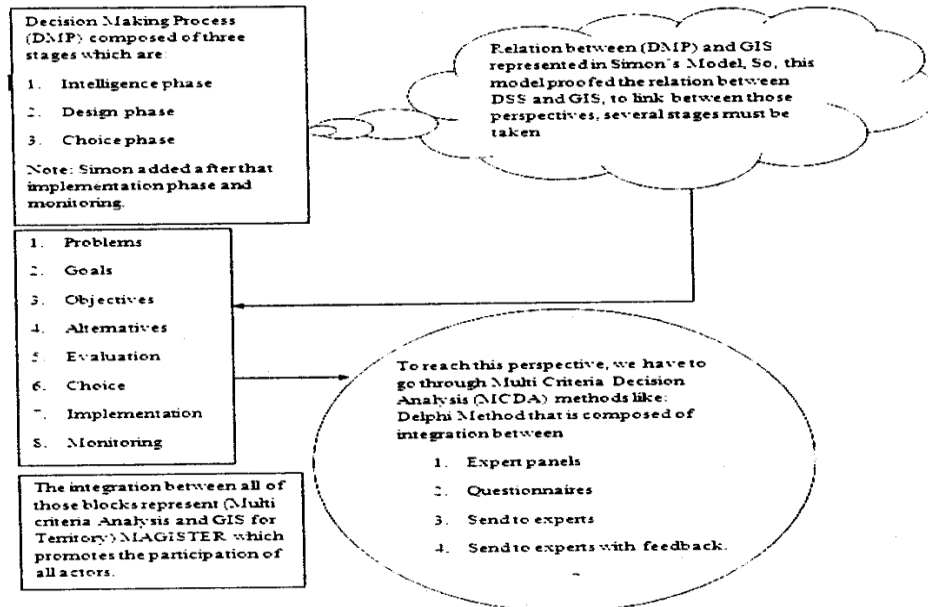 Decision Making Process
(DMP) composed of three
stages which are:
1. Intelligence phase
2. Design phase
3. Choice phase
Note: Simon added after that
implementation phase and
monitoring.
Relation between (DMP) and GIS
represented in Simon's Model, So, this
model proofed the relation between
DSS and GIS, to link between those
perspectives, several stages must be
taken
1. Problems
2. Goals
3. Objectives
4. Alternatives
5. Evaluation
6. Choice
7. Implementation
8. Monitoring
To reach this perspective, we have to
go through Multi Criteria Decision
Analysis (MCDA) methods like:
Delphi Method that is composed of
integration between
1. Expert panels
2. Questionnaires
3. Send to experts
4. Send to experts with feedback.
The integration between all of
those blocks represent (Multi
criteria Analysis and GIS for
Territory) MAGISTER which
promotes the participation of
all actors.